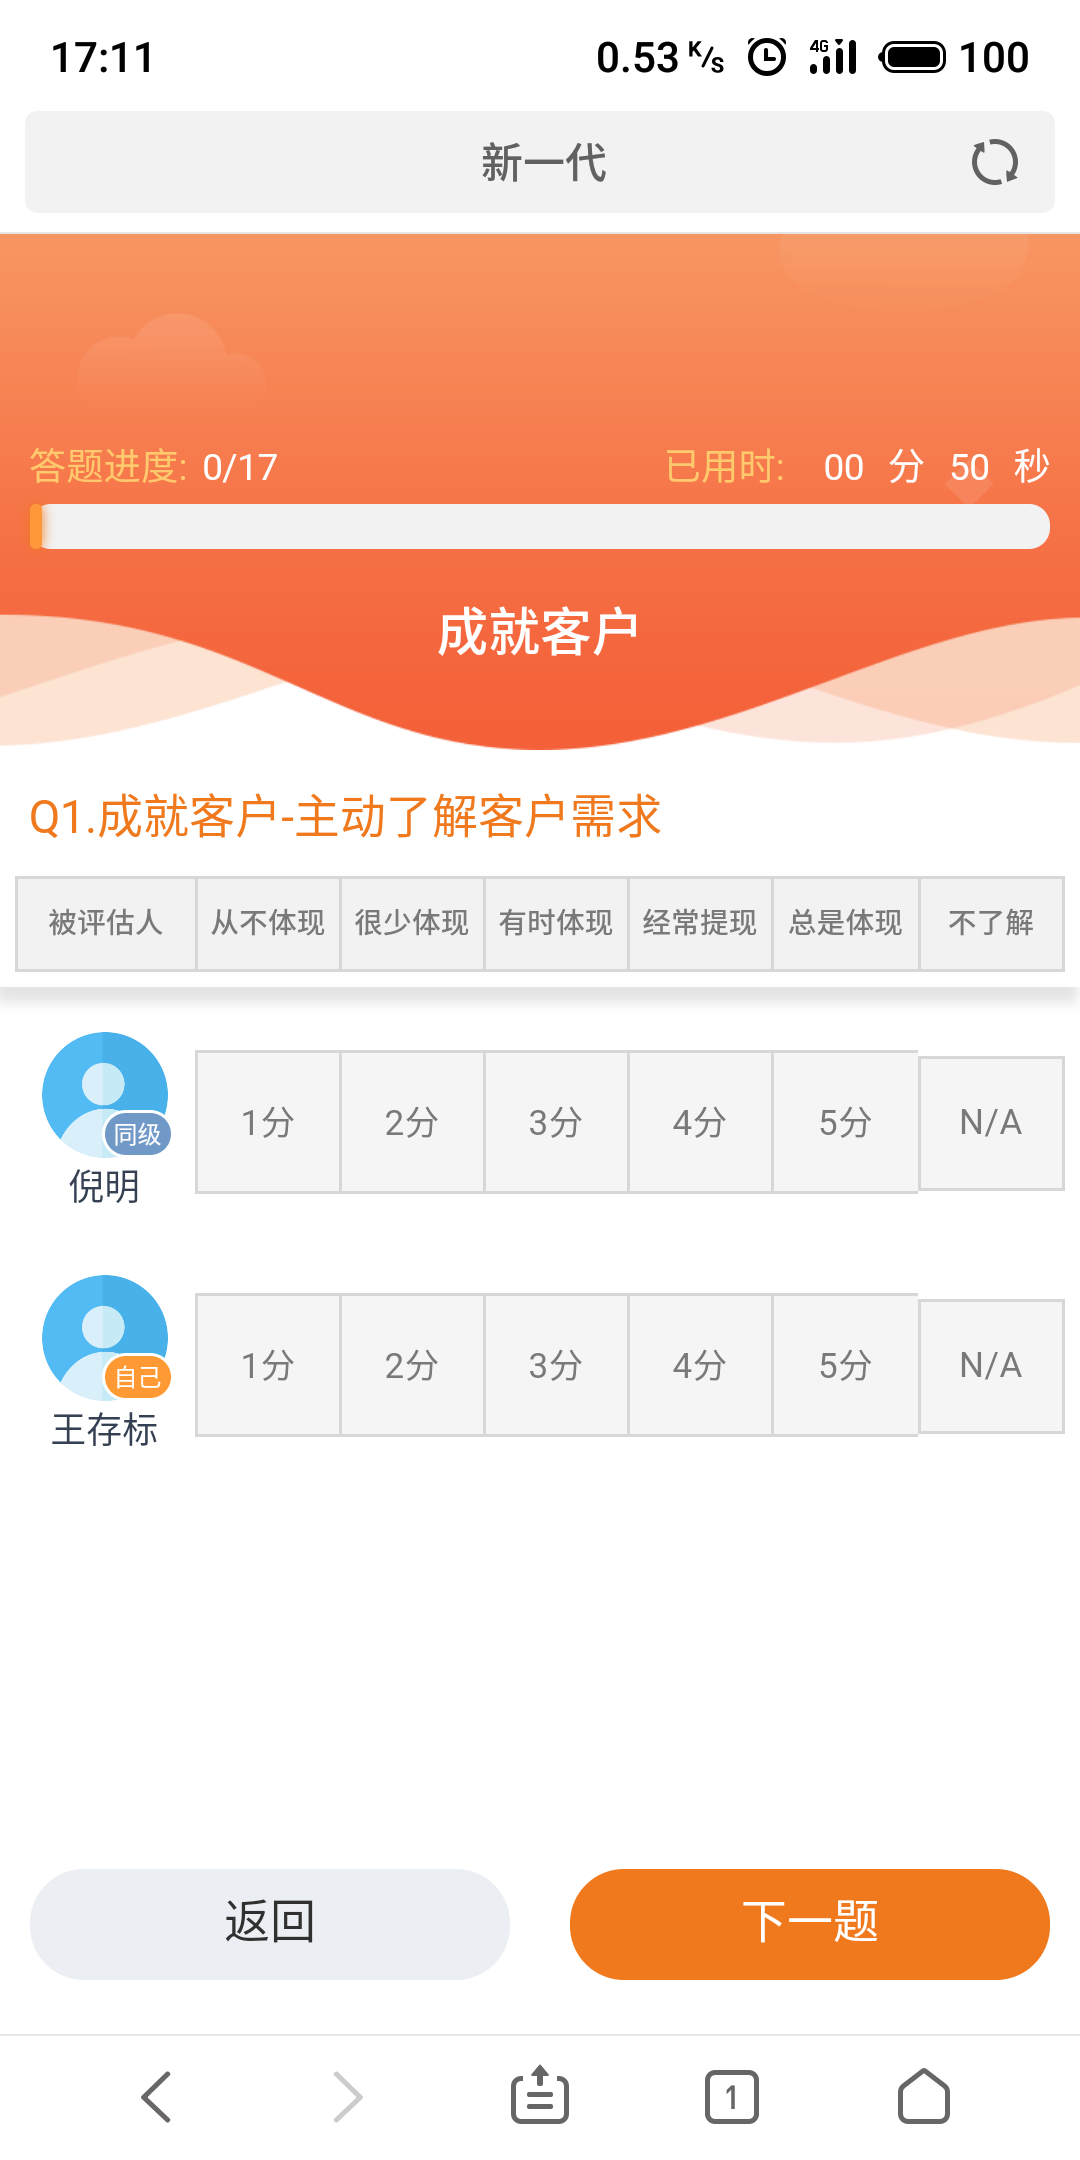 17:11 0.53 K/s 4G 100
新一代
答题进度: 0/17 已用时: 00 分 50 秒
成就客户
Q1.成就客户-主动了解客户需求
被评估人 从不体现 很少体现 有时体现 经常提现 总是体现 不了解
1分 2分 3分 4分 5分 N/A
同级
倪明
1分 2分 3分 4分 5分 N/A
自己
王存标
返回 下一题
1